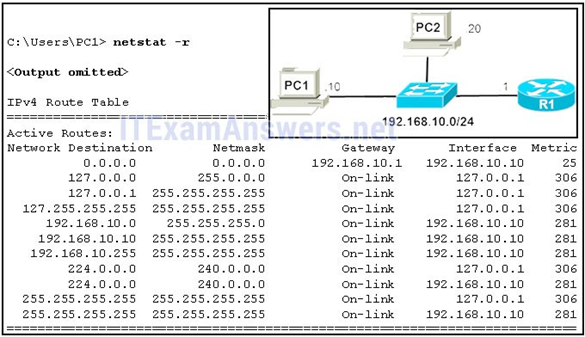 C:\Users\PC1> netstat -r
<Output omitted>
IPv4 Route Table
PC2 .20
PC1 .10
1
R1
192.168.10.0/24
ITExamAnswers.net
Active Routes:
Network Destination Netmask Gateway Interface Metric
0.0.0.0 0.0.0.0 192.168.10.1 192.168.10.10 25
127.0.0.0 255.0.0.0 On-link 127.0.0.1 306
127.0.0.1 255.255.255.255 On-link 127.0.0.1 306
127.255.255.255 255.255.255.255 On-link 127.0.0.1 306
192.168.10.0 255.255.255.0 On-link 192.168.10.10 281
192.168.10.10 255.255.255.255 On-link 192.168.10.10 281
192.168.10.255 255.255.255.255 On-link 192.168.10.10 281
224.0.0.0 240.0.0.0 On-link 127.0.0.1 306
224.0.0.0 240.0.0.0 On-link 192.168.10.10 281
255.255.255.255 255.255.255.255 On-link 127.0.0.1 306
255.255.255.255 255.255.255.255 On-link 192.168.10.10 281